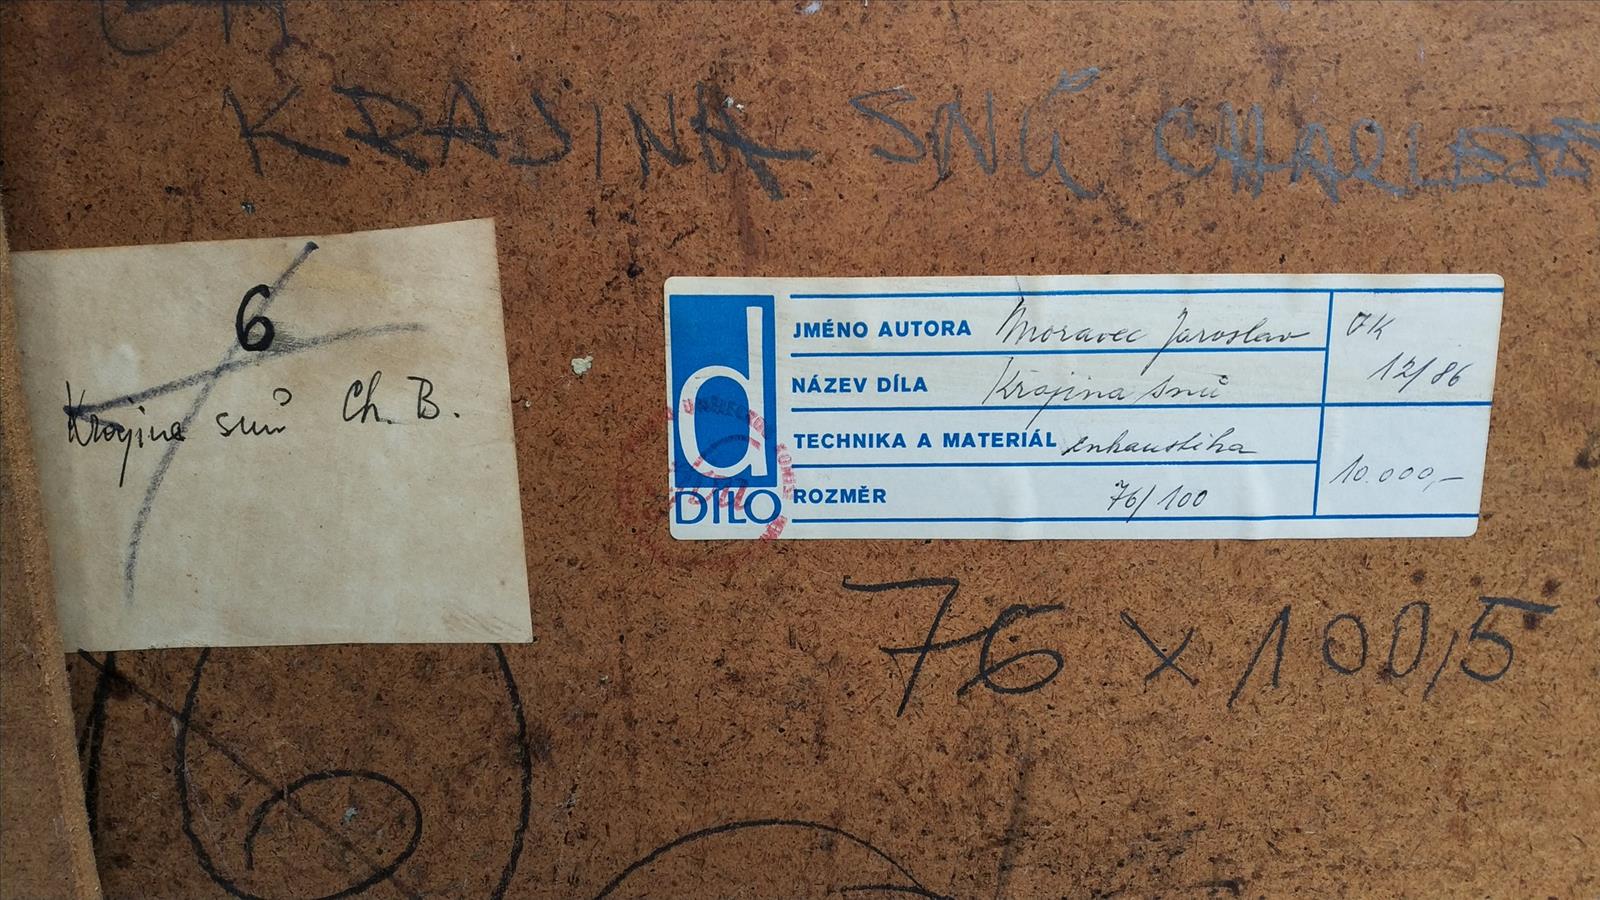 KRAJINA SNŮ CHARLESE
6
Krajina snů Ch. B.
d
DÍLO
JMÉNO AUTORA Moravec Jaroslav
NÁZEV DÍLA Krajina snů
TECHNIKA A MATERIÁL enkaustika
ROZMĚR 76/100
OK
12/86
10.000,-
76 x 100,5